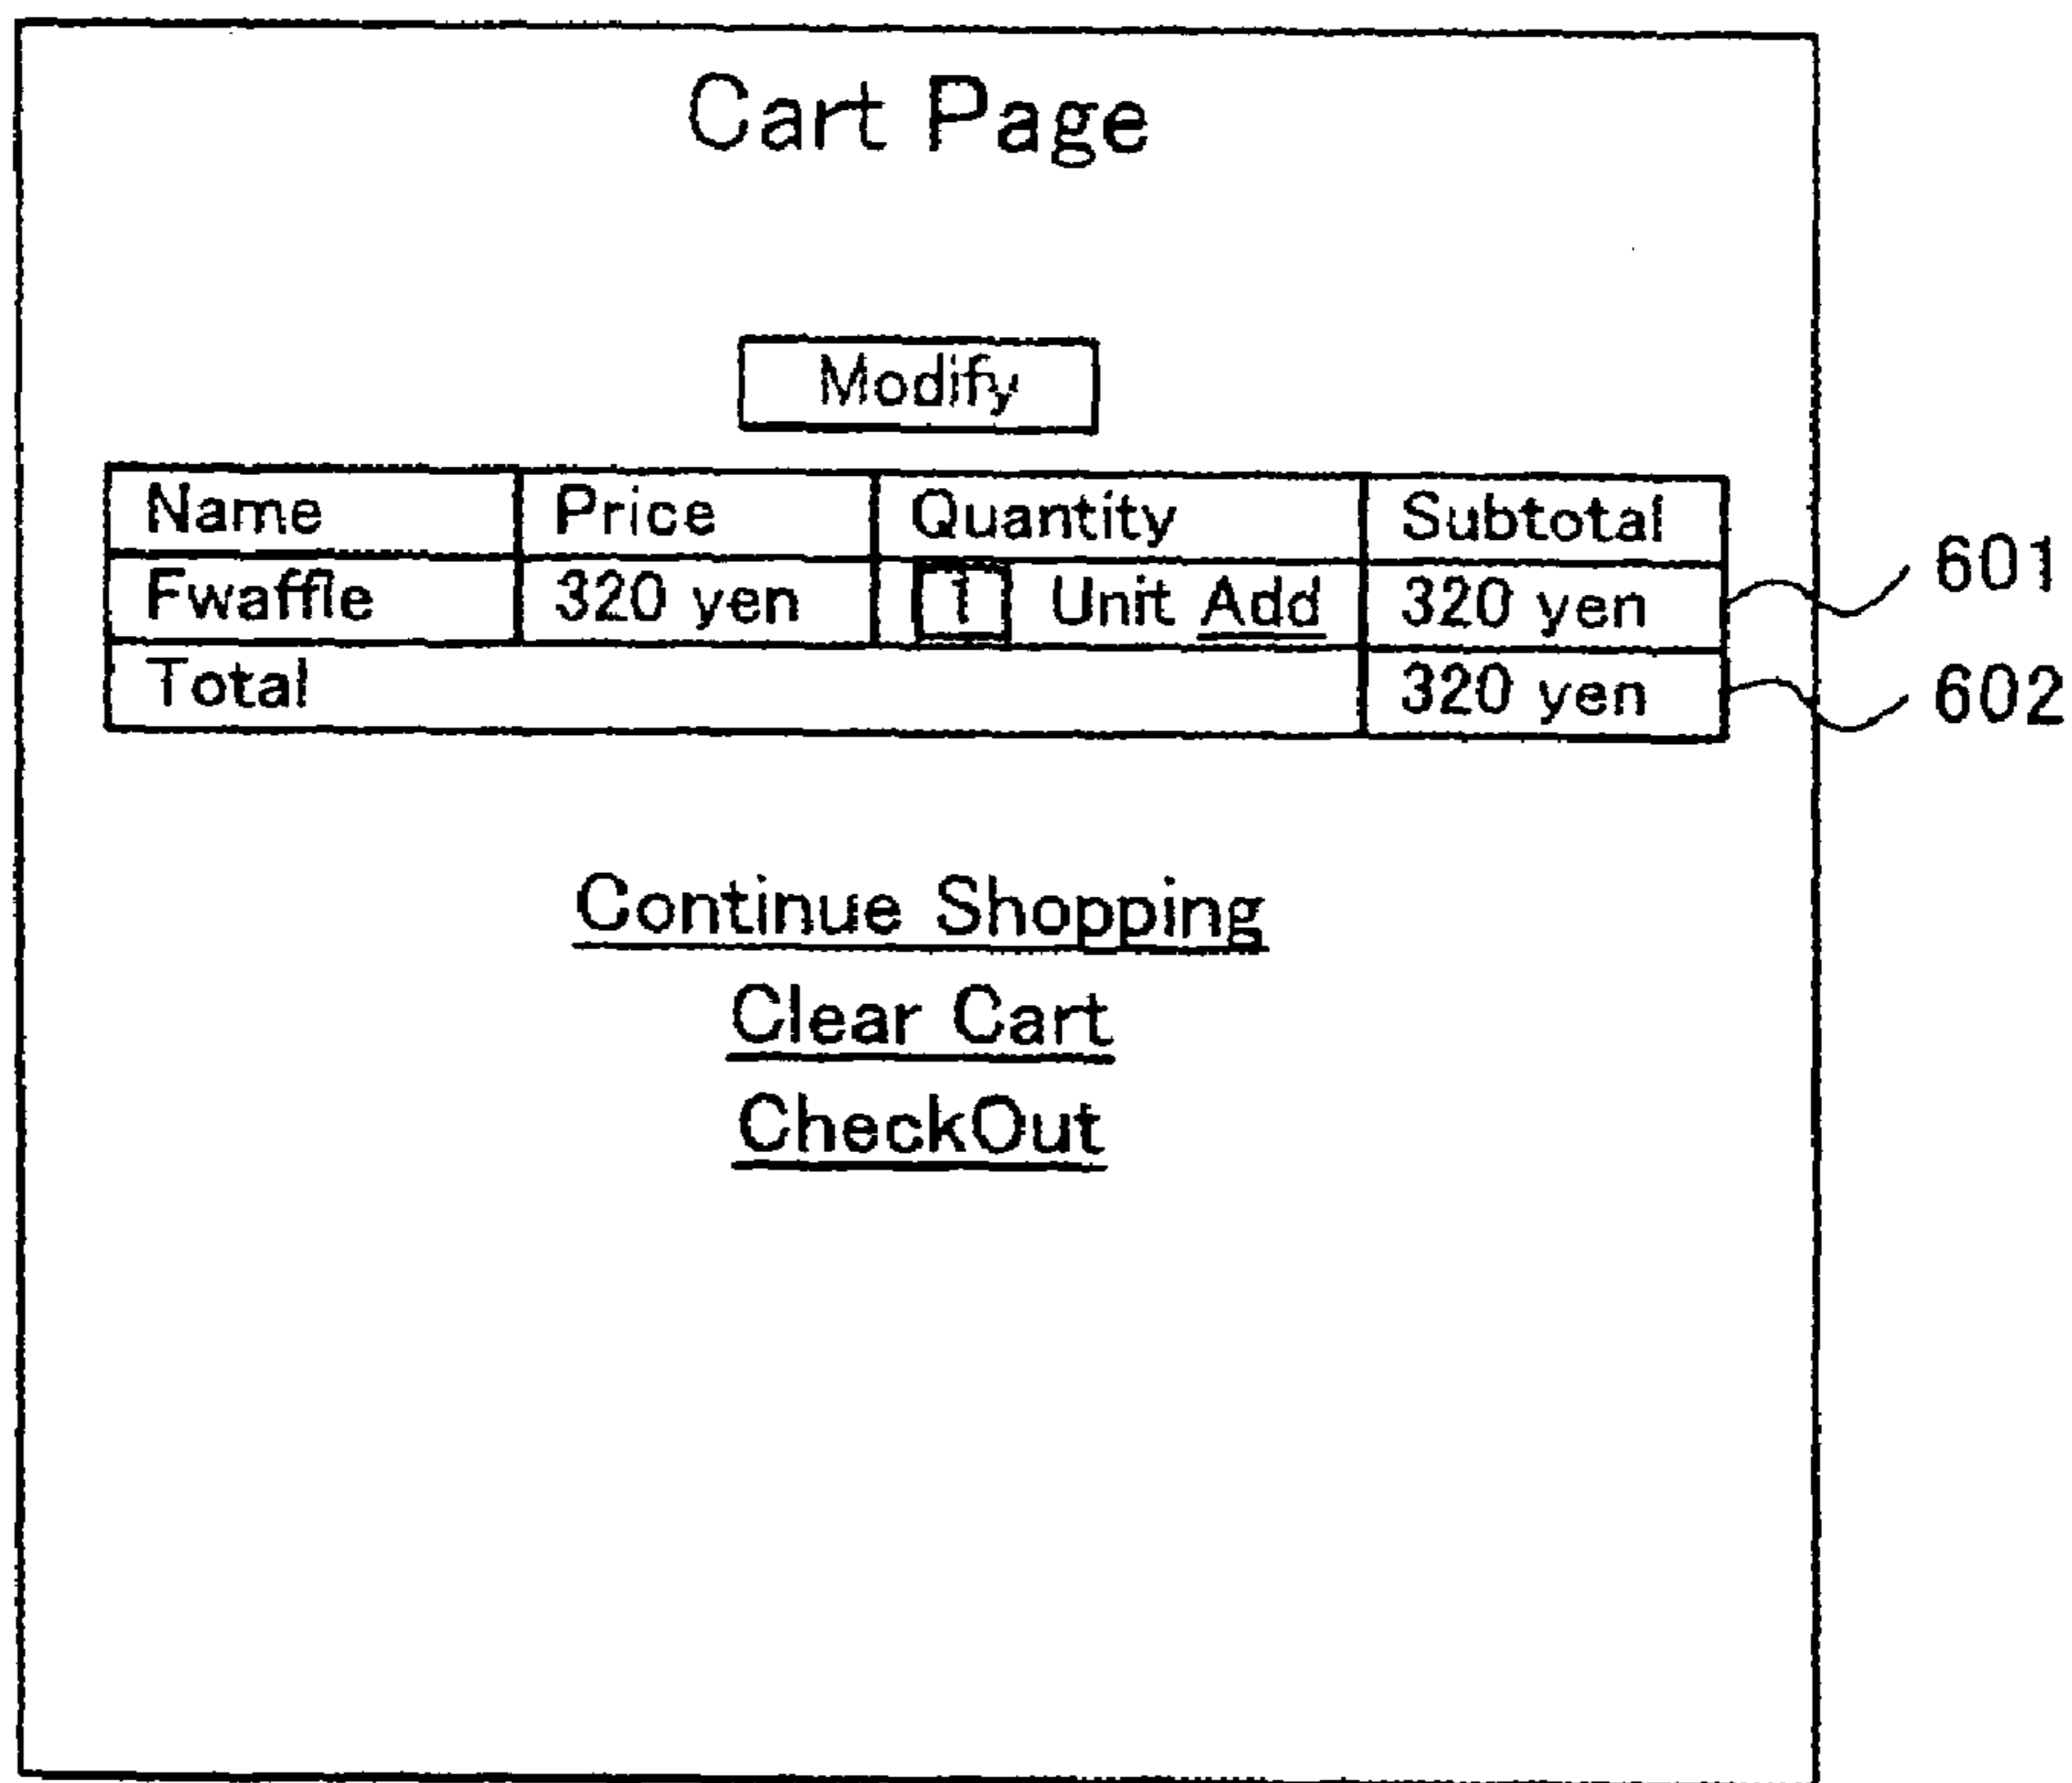 Cart Page
Modify
Name Price Quantity Subtotal
Fwaffle 320 yen 1 Unit Add 320 yen 601
Total 320 yen 602
Continue Shopping
Clear Cart
CheckOut